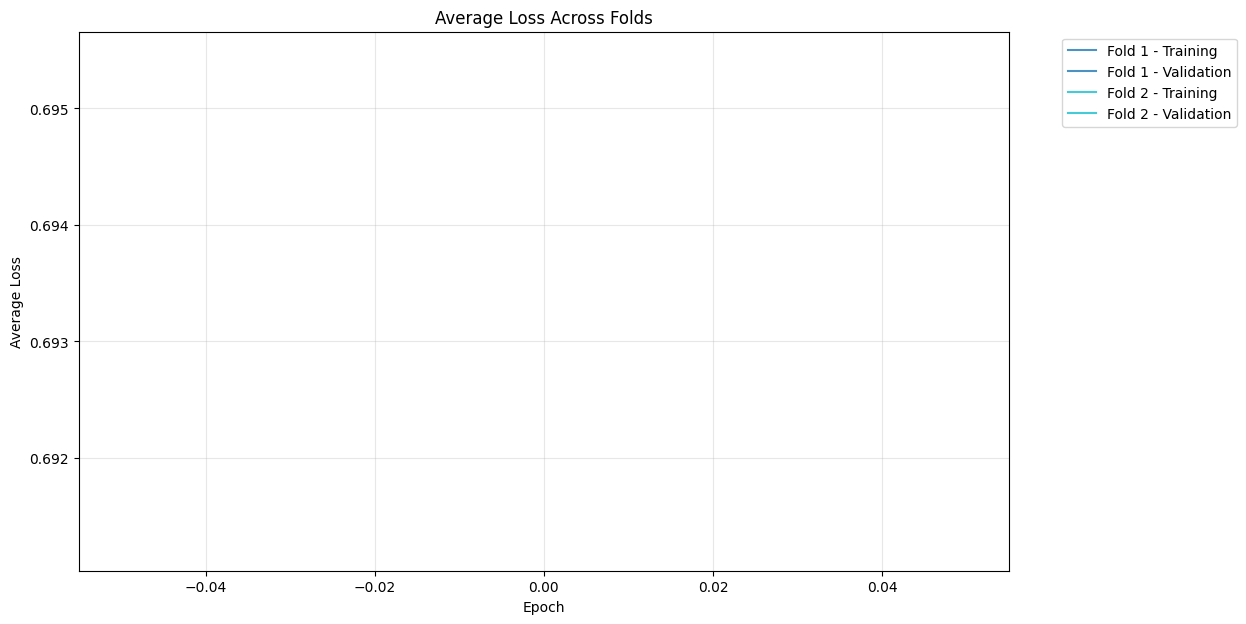 Average Loss Across Folds
Fold 1 - Training
Fold 1 - Validation
Fold 2 - Training
Fold 2 - Validation
0.695
0.694
0.693
0.692
Average Loss
−0.04
−0.02
0.00
0.02
0.04
Epoch